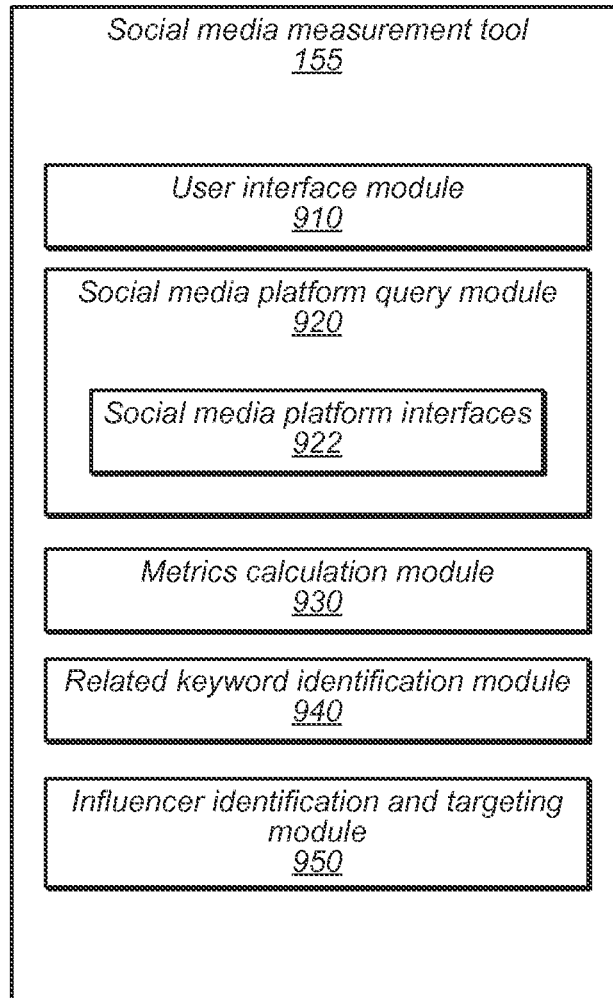 Social media measurement tool
155
User interface module
910
Social media platform query module
920
Social media platform interfaces
922
Metrics calculation module
930
Related keyword identification module
940
Influencer identification and targeting
module
950